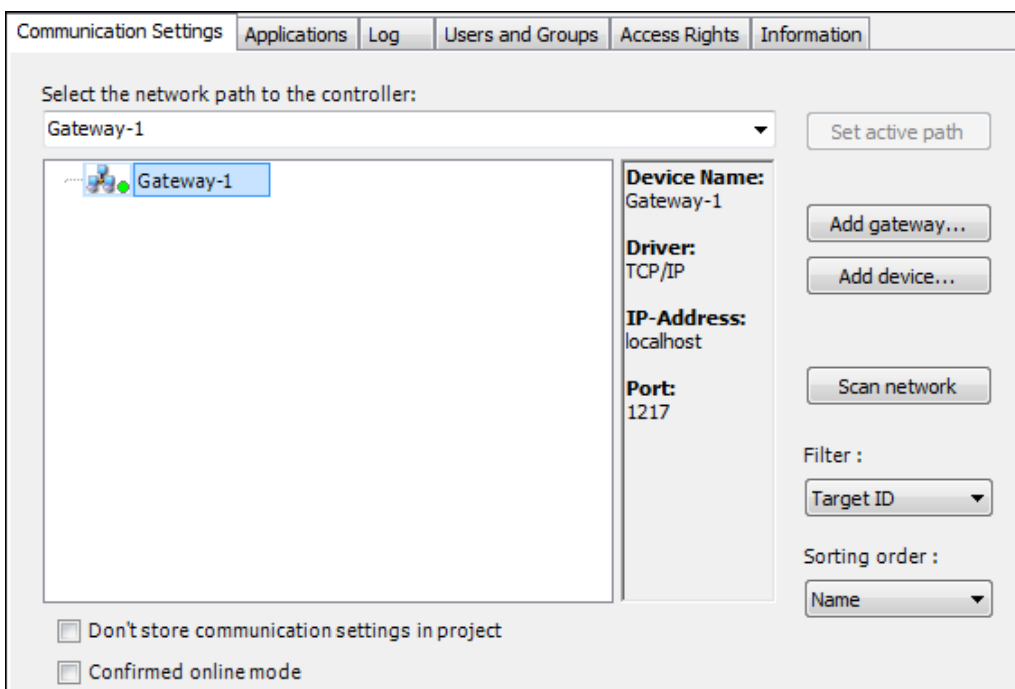 Communication Settings
Applications
Log
Users and Groups
Access Rights
Information
Select the network path to the controller:
Gateway-1
Set active path
Gateway-1
Device Name:
Gateway-1
Driver:
TCP/IP
IP-Address:
localhost
Port:
1217
Add gateway...
Add device...
Scan network
Filter :
Target ID
Sorting order :
Name
Don't store communication settings in project
Confirmed online mode